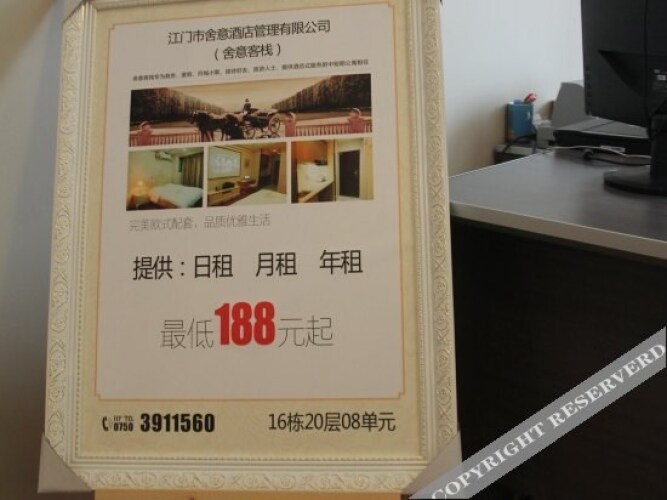 江门市舍意酒店管理有限公司
（舍意客栈）
完美欧式配套，品质优雅生活
提供：日租 月租 年租
最低188元起
0750 3911560
16栋20层08单元
COPYRIGHT RESERVERD